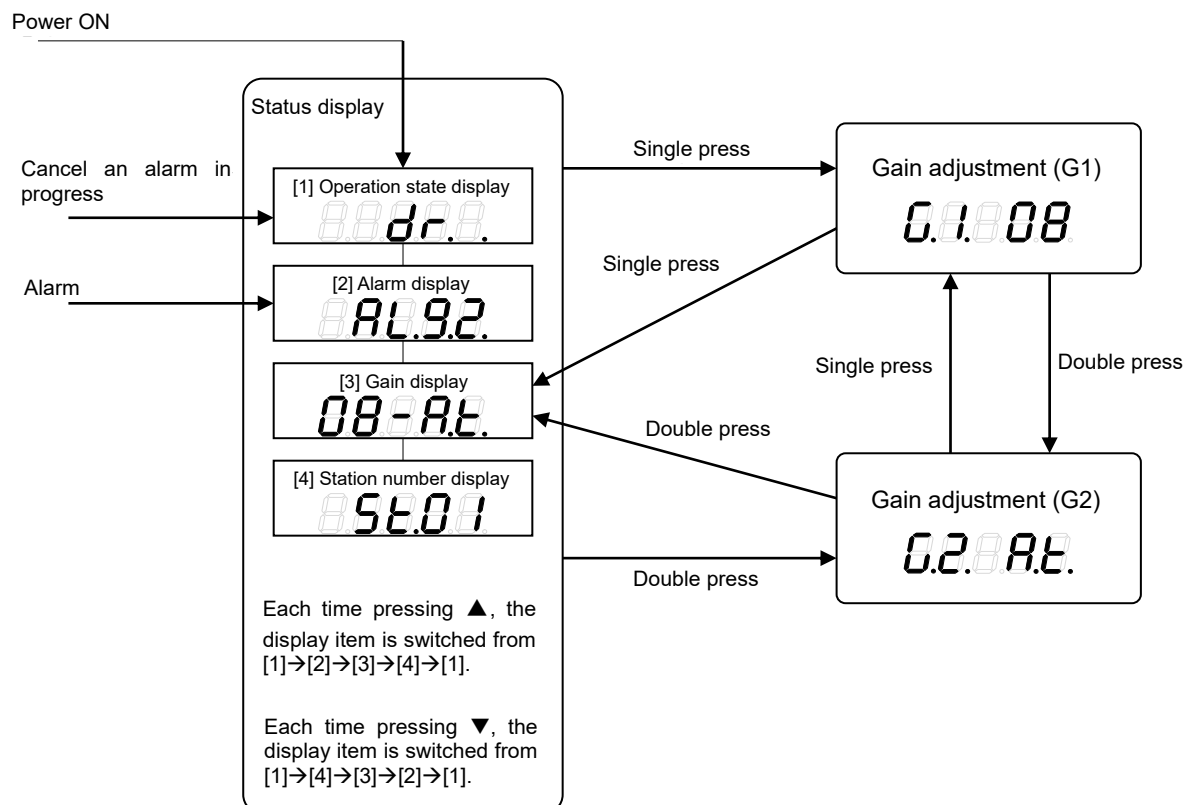 Power ON
Status display
Cancel an alarm in
progress
[1] Operation state display
dr. .
Alarm
[2] Alarm display
AL.9.2.
[3] Gain display
08-A.t.
[4] Station number display
St.01
Each time pressing ▲, the
display item is switched from
[1]→[2]→[3]→[4]→[1].
Each time pressing ▼, the
display item is switched from
[1]→[4]→[3]→[2]→[1].
Single press
Gain adjustment (G1)
G.1. 08
Single press
Single press
Double press
Double press
Gain adjustment (G2)
G.2. A.t.
Double press